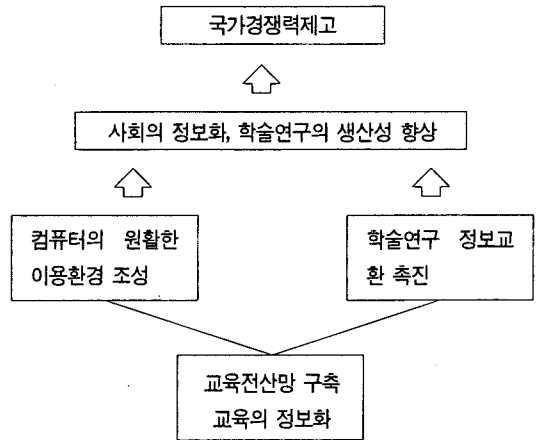 국가경쟁력제고
사회의 정보화, 학술연구의 생산성 향상
컴퓨터의 원활한
이용환경 조성
학술연구 정보교
환 촉진
교육전산망 구축
교육의 정보화